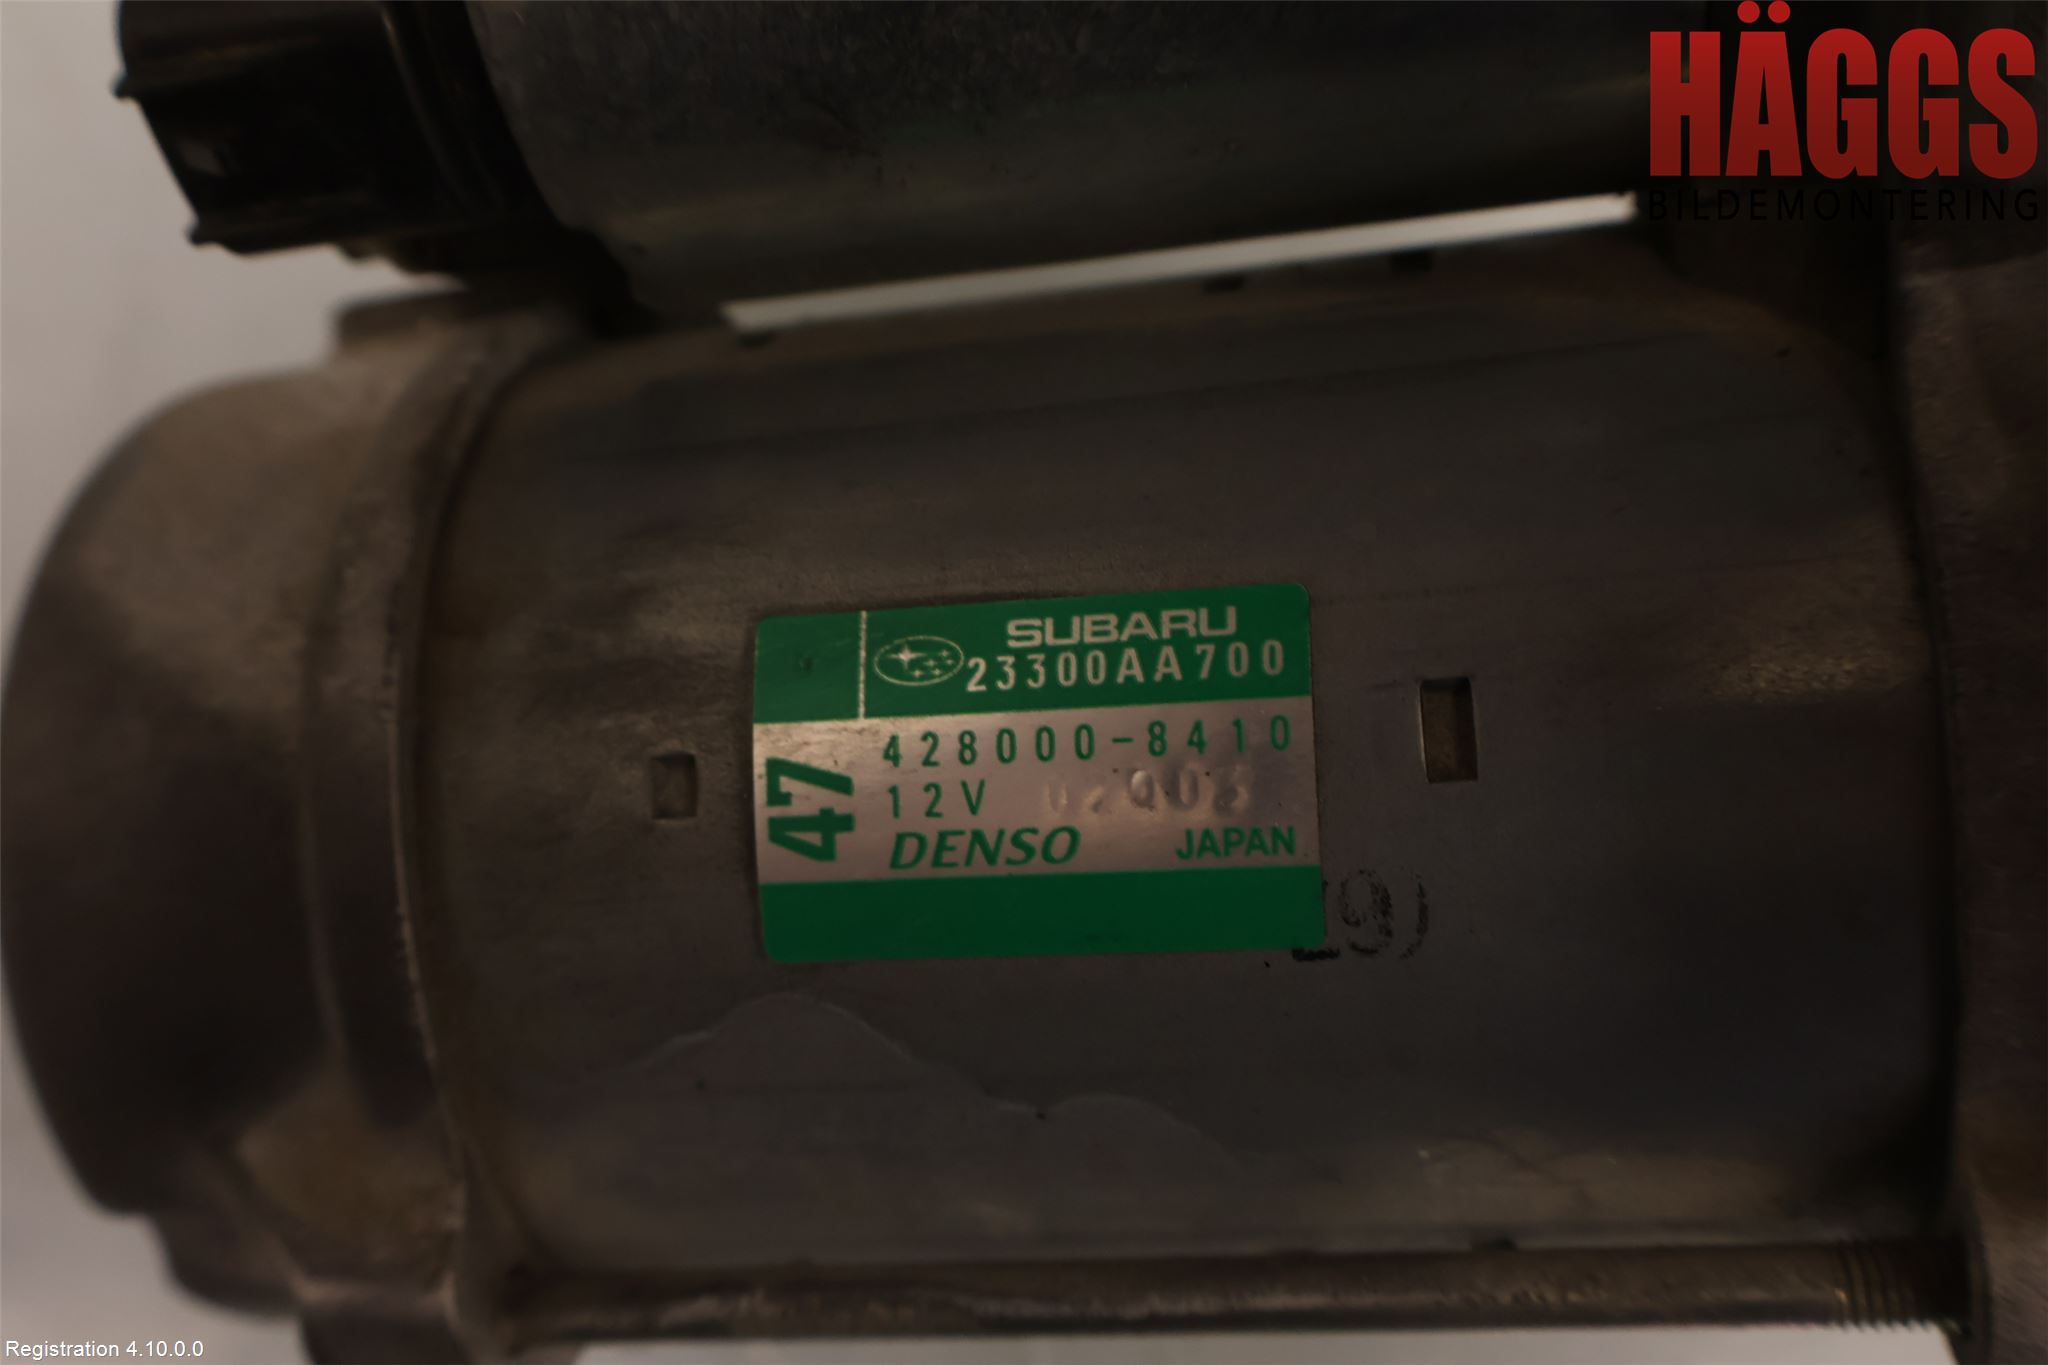 HÄGGS
BILDEMONTERING
SUBARU
23300AA700
428000-8410
12V
47
DENSO JAPAN
Registration 4.10.0.0